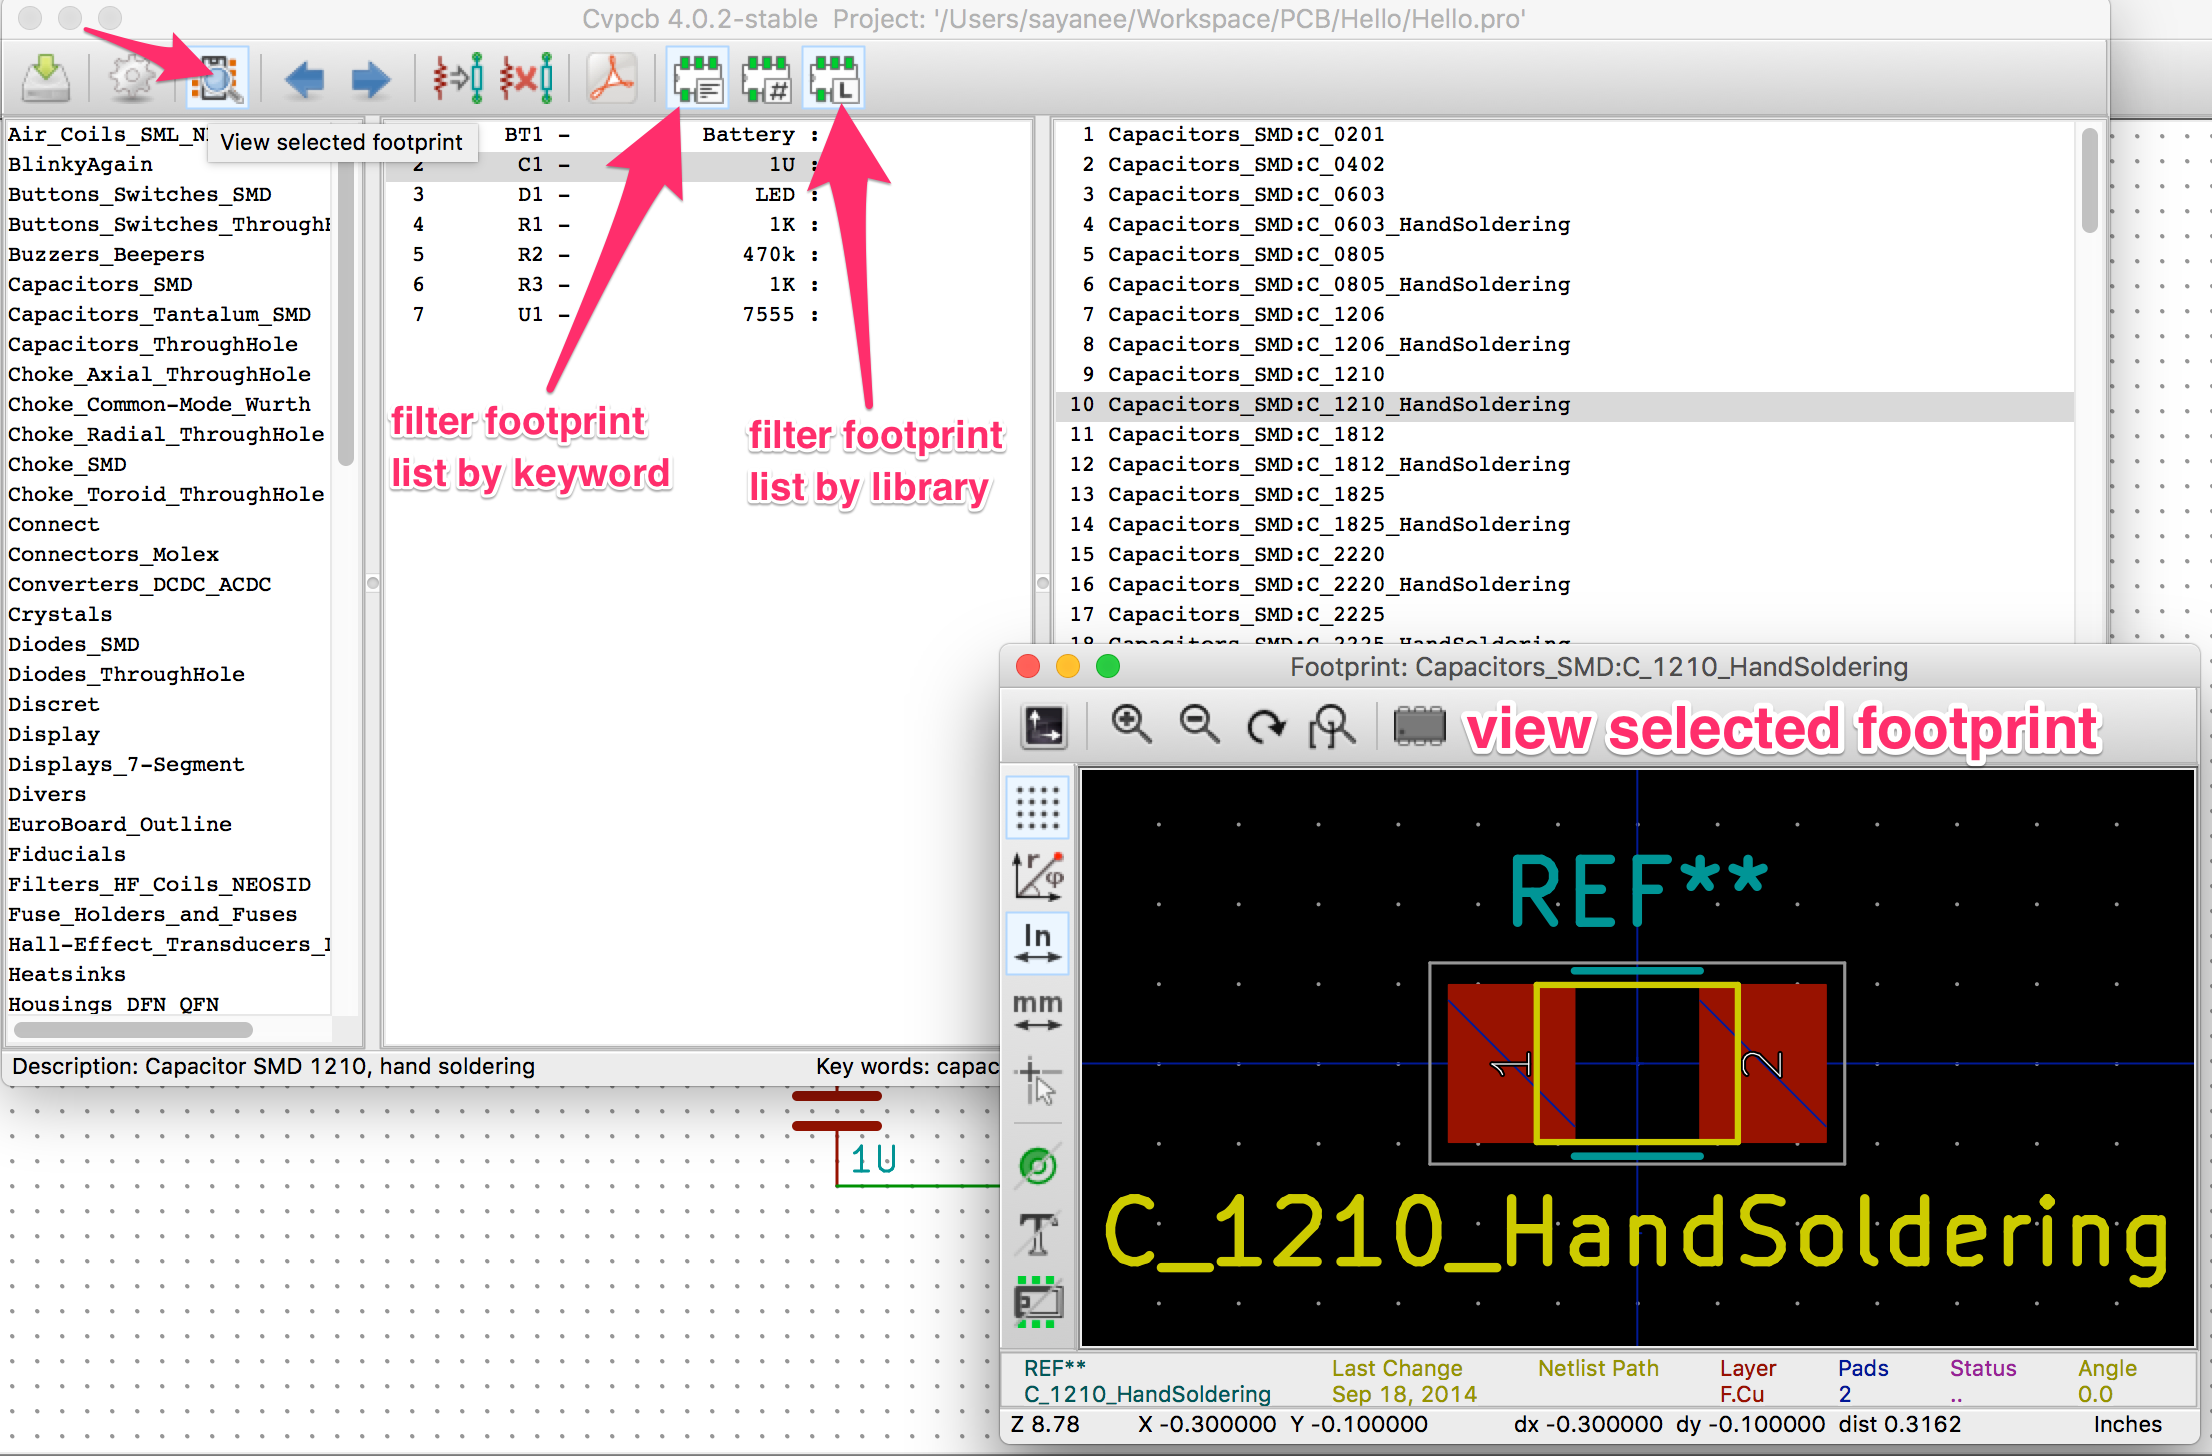 Cvpcb 4.0.2-stable  Project: '/Users/sayanee/Workspace/PCB/Hello/Hello.pro'
#
L
View selected footprint
Air_Coils_SML_N
BlinkyAgain
Buttons_Switches_SMD
Buttons_Switches_Through
Buzzers_Beepers
Capacitors_SMD
Capacitors_Tantalum_SMD
Capacitors_ThroughHole
Choke_Axial_ThroughHole
Choke_Common-Mode_Wurth
Choke_Radial_ThroughHole
Choke_SMD
Choke_Toroid_ThroughHole
Connect
Connectors_Molex
Converters_DCDC_ACDC
Crystals
Diodes_SMD
Diodes_ThroughHole
Discret
Display
Displays_7-Segment
Divers
EuroBoard_Outline
Fiducials
Filters_HF_Coils_NEOSID
Fuse_Holders_and_Fuses
Hall-Effect_Transducers_
Heatsinks
Housings_DFN_QFN
BT1 - Battery :
2 C1 - 1U :
3 D1 - LED :
4 R1 - 1K :
5 R2 - 470k :
6 R3 - 1K :
7 U1 - 7555 :
filter footprint
list by keyword
filter footprint
list by library
1 Capacitors_SMD:C_0201
2 Capacitors_SMD:C_0402
3 Capacitors_SMD:C_0603
4 Capacitors_SMD:C_0603_HandSoldering
5 Capacitors_SMD:C_0805
6 Capacitors_SMD:C_0805_HandSoldering
7 Capacitors_SMD:C_1206
8 Capacitors_SMD:C_1206_HandSoldering
9 Capacitors_SMD:C_1210
10 Capacitors_SMD:C_1210_HandSoldering
11 Capacitors_SMD:C_1812
12 Capacitors_SMD:C_1812_HandSoldering
13 Capacitors_SMD:C_1825
14 Capacitors_SMD:C_1825_HandSoldering
15 Capacitors_SMD:C_2220
16 Capacitors_SMD:C_2220_HandSoldering
17 Capacitors_SMD:C_2225
18 Capacitors_SMD:C_2225_HandSoldering
Description: Capacitor SMD 1210, hand soldering
Key words: capac
1U
Footprint: Capacitors_SMD:C_1210_HandSoldering
view selected footprint
r φ
In
mm
T
REF**
1
2
C_1210_HandSoldering
REF** Last Change Netlist Path Layer Pads Status Angle
C_1210_HandSoldering Sep 18, 2014 F.Cu 2 .. 0.0
Z 8.78 X -0.300000 Y -0.100000 dx -0.300000 dy -0.100000 dist 0.3162 Inches